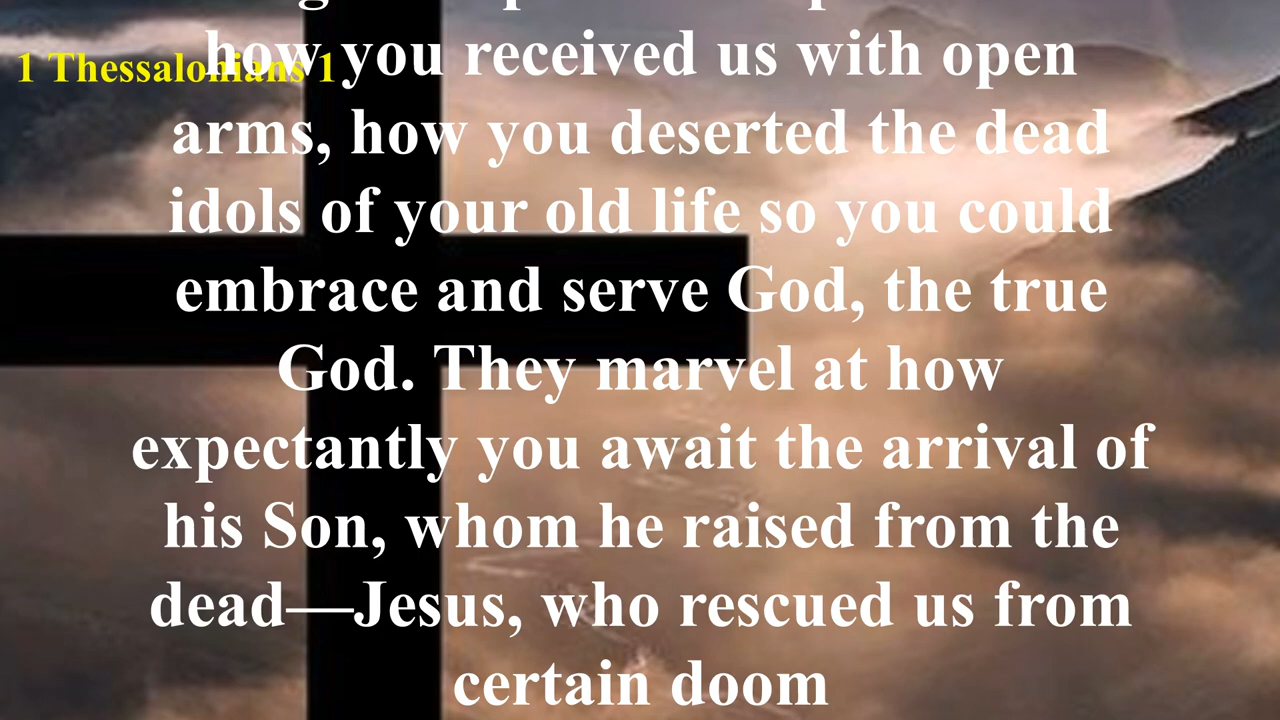 1 Thessalonians 1
how you received us with open
arms, how you deserted the dead
idols of your old life so you could
embrace and serve God, the true
God. They marvel at how
expectantly you await the arrival of
his Son, whom he raised from the
dead—Jesus, who rescued us from
certain doom